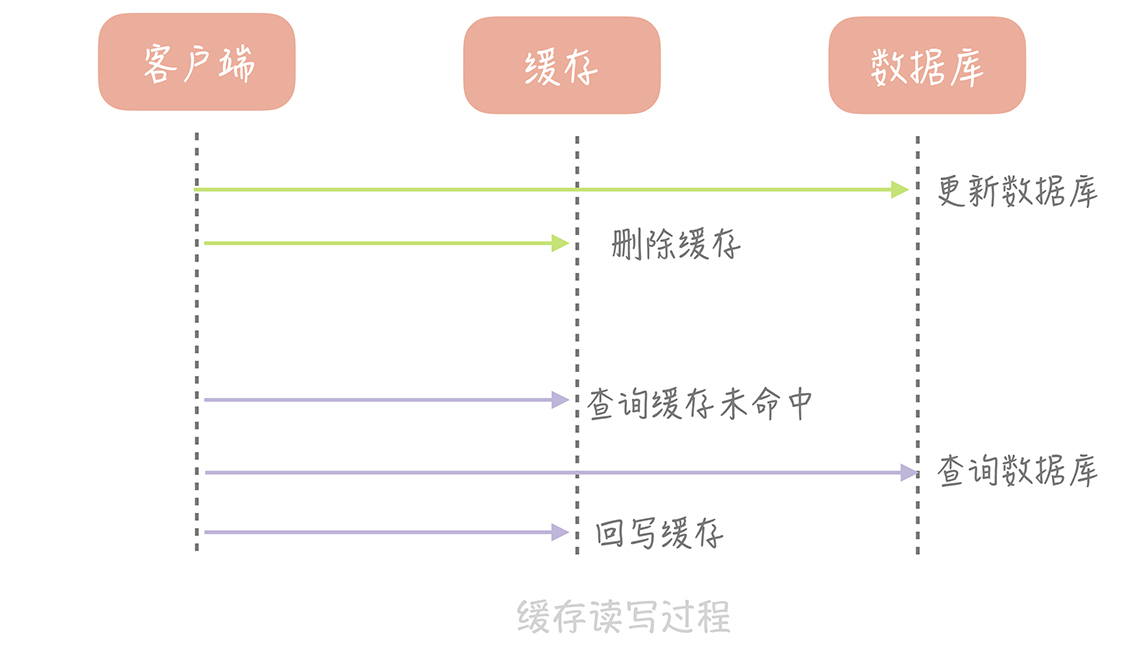 客户端
缓存
数据库
更新数据库
删除缓存
查询缓存未命中
查询数据库
回写缓存
缓存读写过程